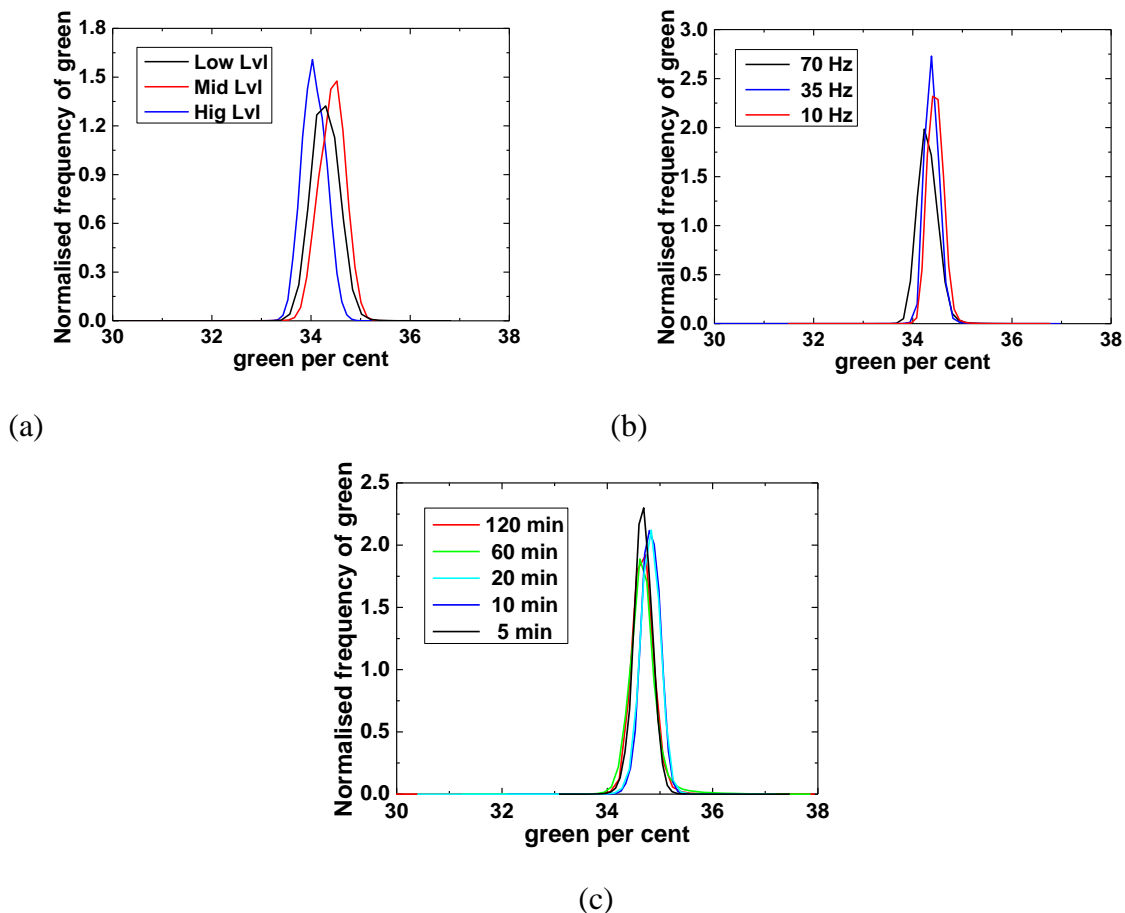 Normalised frequency of green
1.8
1.5
1.2
0.9
0.6
0.3
0.0
Low Lvl
Mid Lvl
Hig Lvl
30 32 34 36 38
green per cent
(a)
Normalised frequency of green
3.0
2.5
2.0
1.5
1.0
0.5
0.0
70 Hz
35 Hz
10 Hz
30 32 34 36 38
green per cent
(b)
Normalised frequency of green
2.5
2.0
1.5
1.0
0.5
0.0
120 min
60 min
20 min
10 min
5 min
30 32 34 36 38
green per cent
(c)